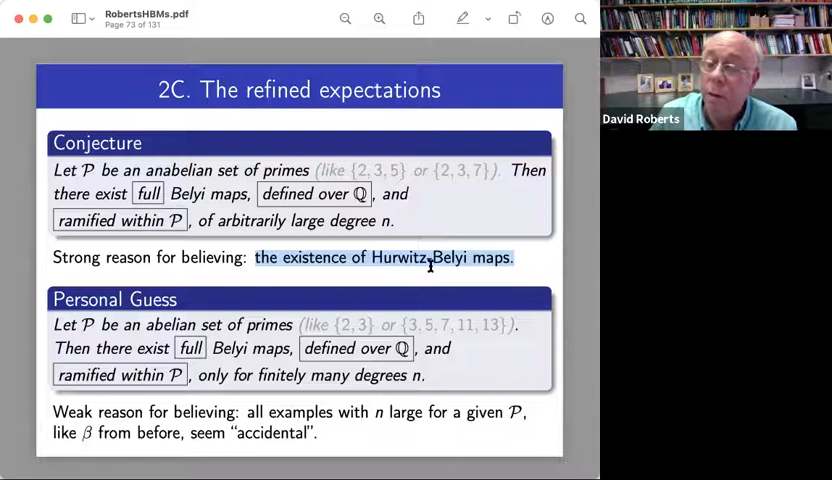 RobertsHBMs.pdf
Page 73 of 131
David Roberts
2C. The refined expectations
Conjecture
Let P be an anabelian set of primes (like {2, 3, 5} or {2, 3, 7}). Then
there exist full Belyi maps, defined over ℚ, and
ramified within P, of arbitrarily large degree n.
Strong reason for believing: the existence of Hurwitz-Belyi maps.
Personal Guess
Let P be an abelian set of primes (like {2, 3} or {3, 5, 7, 11, 13}).
Then there exist full Belyi maps, defined over ℚ, and
ramified within P, only for finitely many degrees n.
Weak reason for believing: all examples with n large for a given P,
like β from before, seem “accidental”.